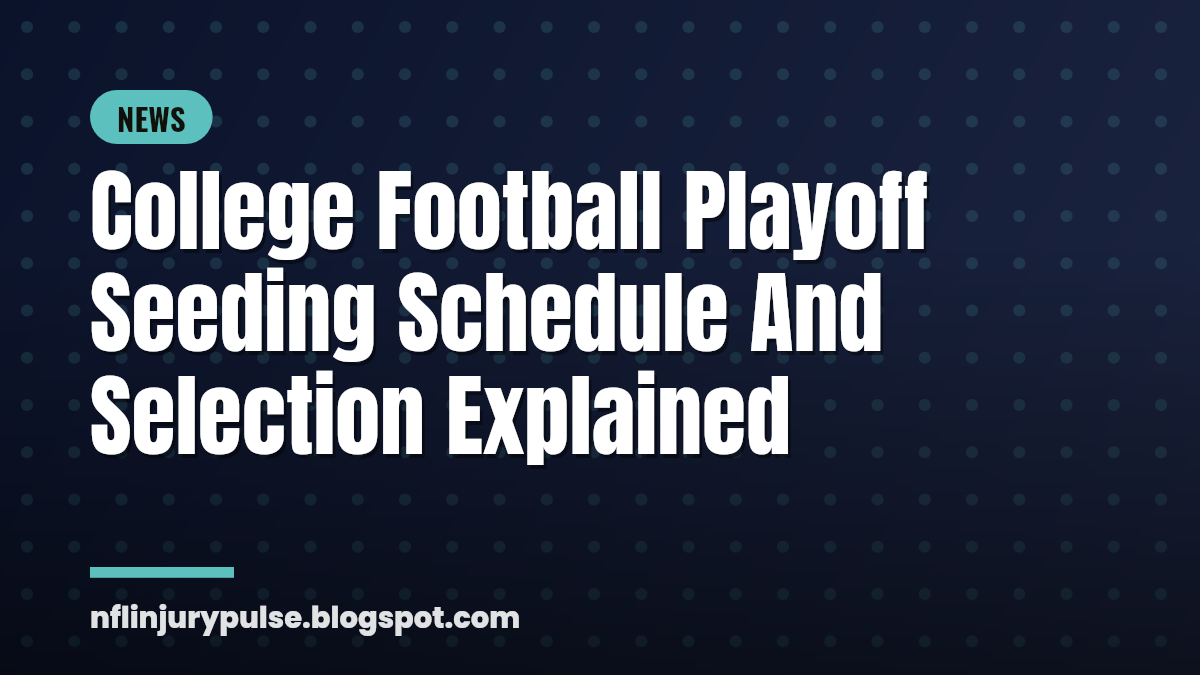 NEWS
College Football Playoff
Seeding Schedule And
Selection Explained
nflinjurypulse.blogspot.com